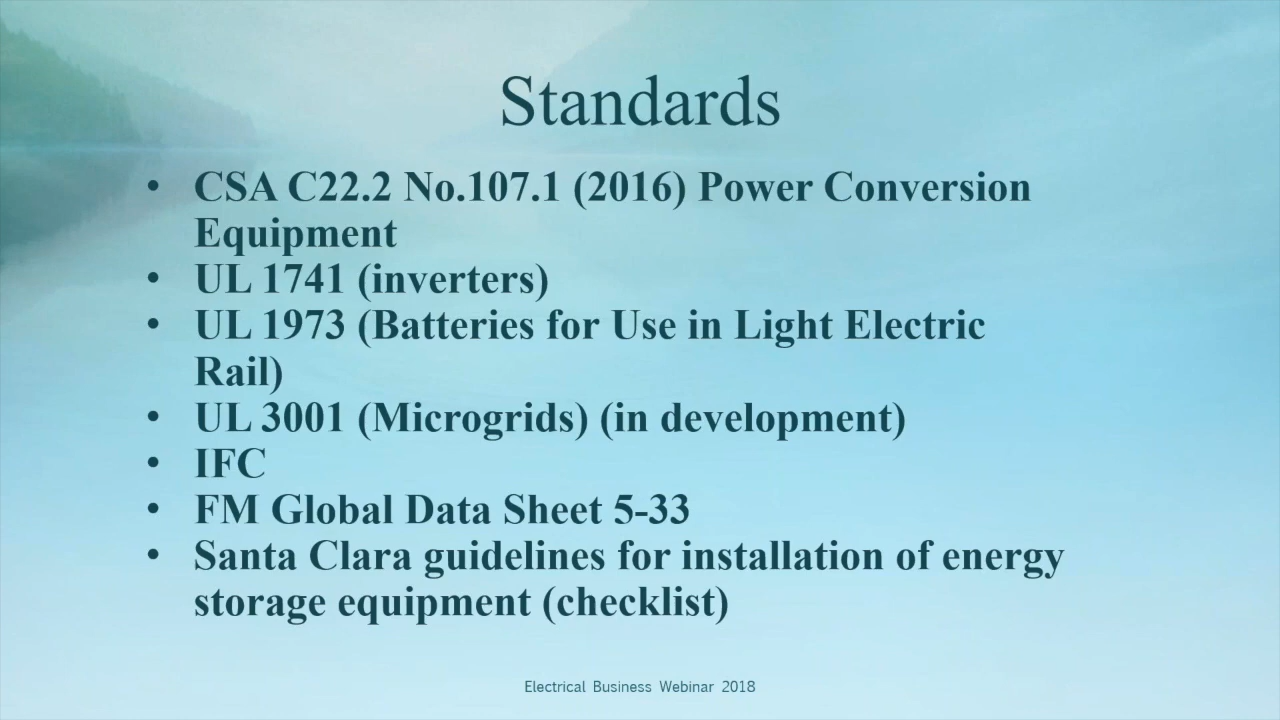 Standards
• CSA C22.2 No.107.1 (2016) Power Conversion
Equipment
• UL 1741 (inverters)
• UL 1973 (Batteries for Use in Light Electric
Rail)
• UL 3001 (Microgrids) (in development)
• IFC
• FM Global Data Sheet 5-33
• Santa Clara guidelines for installation of energy
storage equipment (checklist)
Electrical Business Webinar 2018